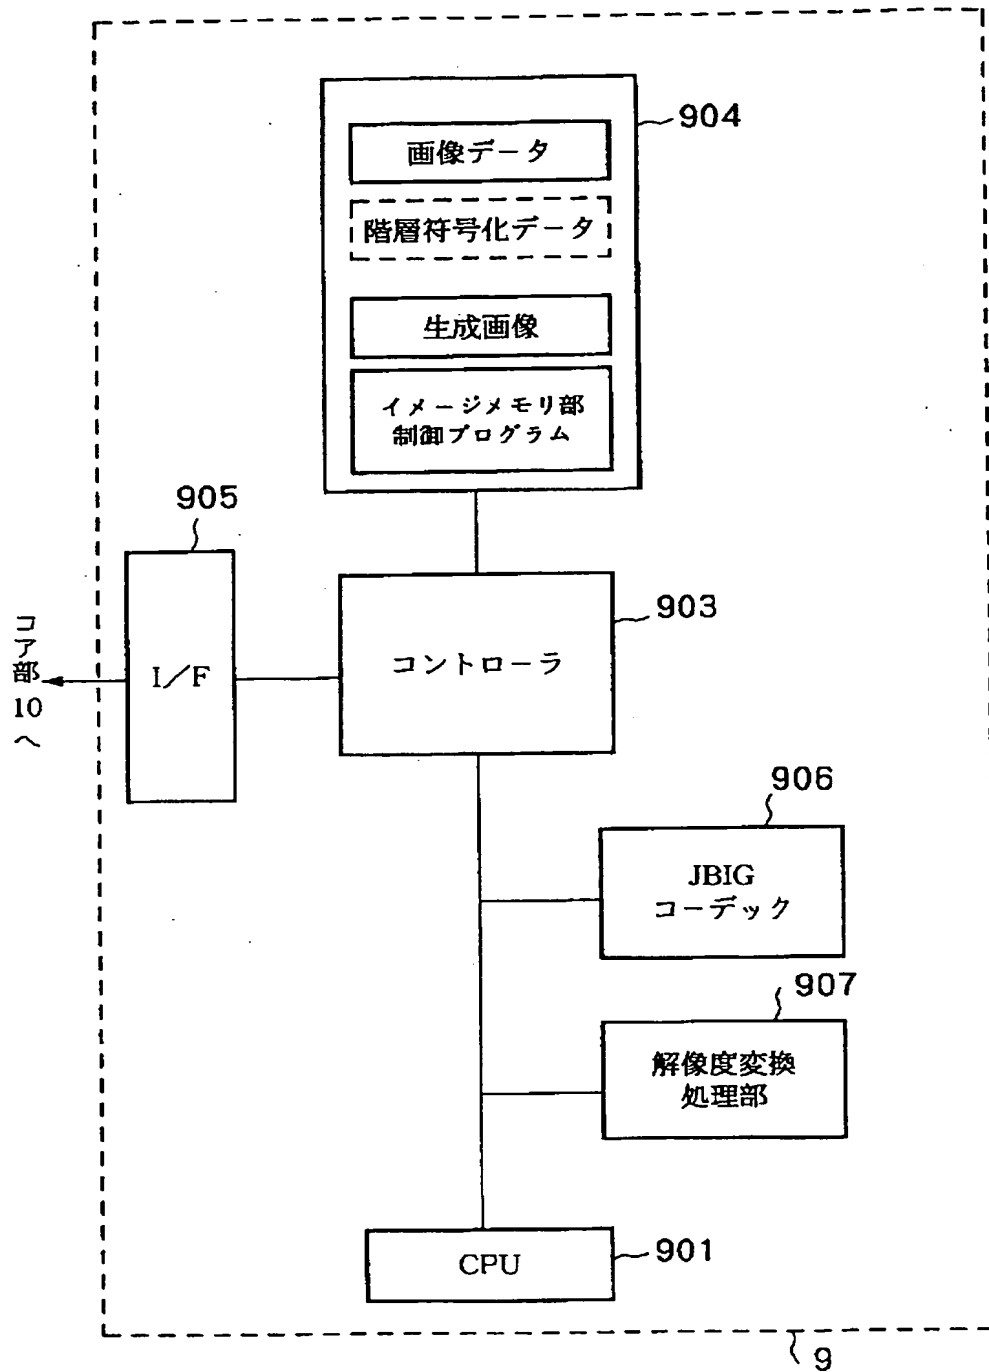 904
画像データ
階層符号化データ
生成画像
イメージメモリ部
制御プログラム
905
903
コア部10へ
I/F
コントローラ
906
JBIG
コーデック
907
解像度変換
処理部
CPU
901
9